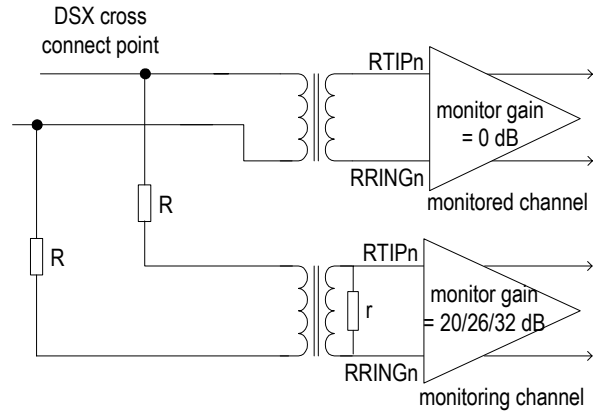 DSX cross
connect point
RTIPn
monitor gain
= 0 dB
RRINGn
monitored channel
R
R
RTIPn
monitor gain
= 20/26/32 dB
r
RRINGn
monitoring channel